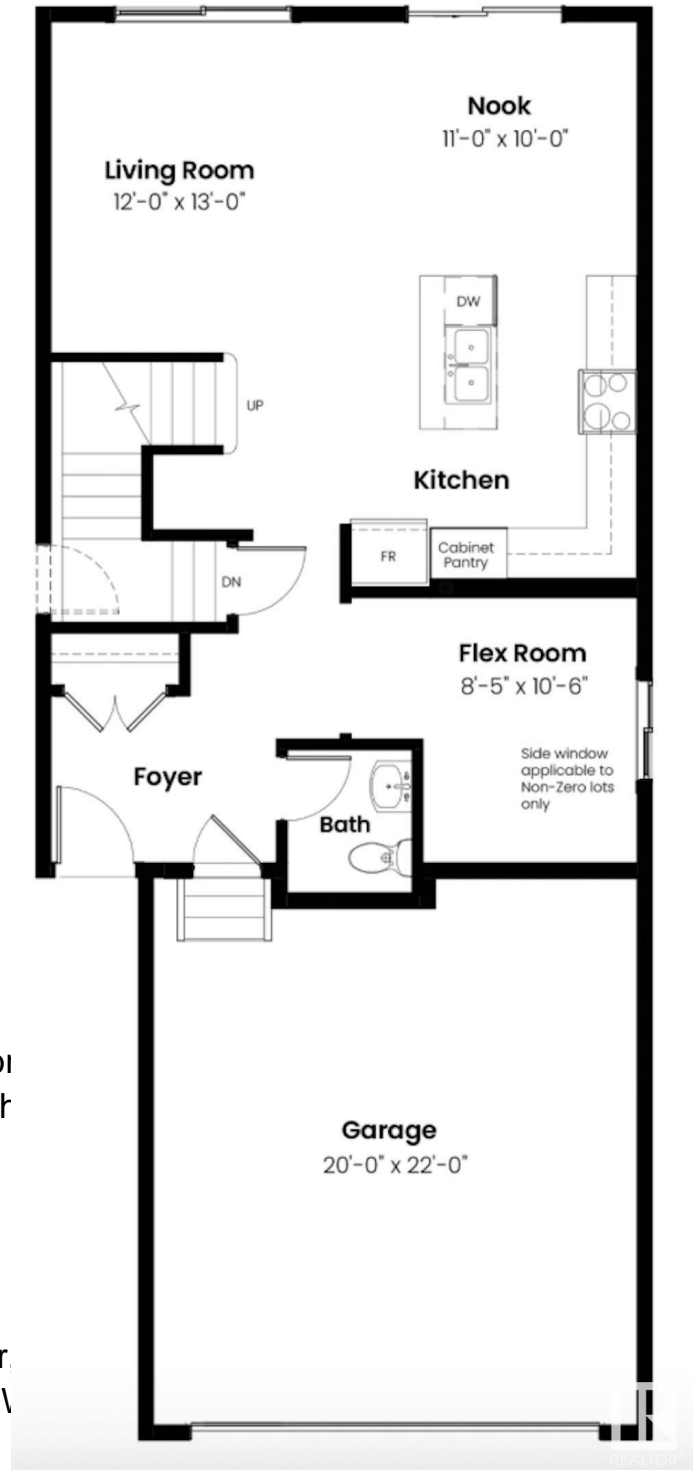 Nook
11'-0" x 10'-0"
Living Room
12'-0" x 13'-0"
DW
UP
Kitchen
FR
Cabinet
Pantry
DN
Flex Room
8'-5" x 10'-6"
Side window
applicable to
Non-Zero lots
only
Foyer
Bath
Garage
20'-0" x 22'-0"
REALTOR